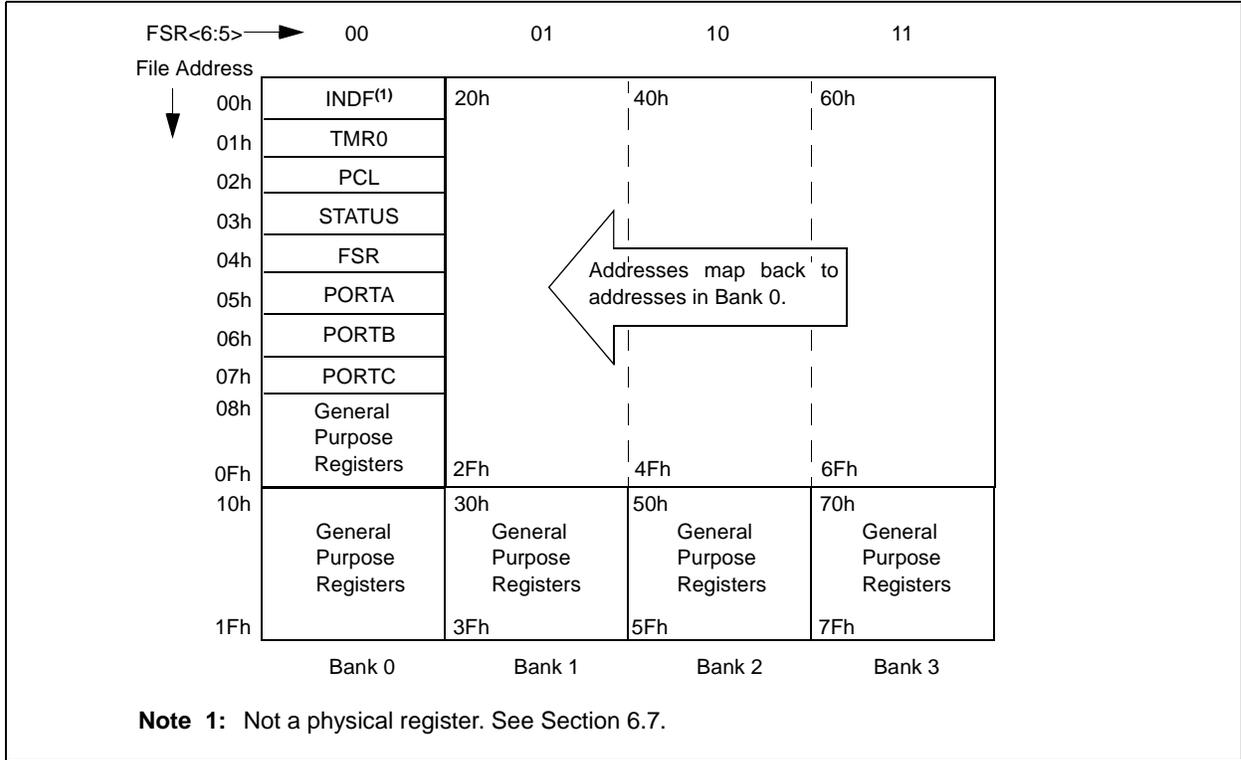 FSR<6:5> 00 01 10 11
File Address
00h INDF(1) 20h 40h 60h
01h TMR0
02h PCL
03h STATUS
04h FSR
05h PORTA
06h PORTB
07h PORTC
Addresses map back to
addresses in Bank 0.
08h General
Purpose
Registers
0Fh 2Fh 4Fh 6Fh
10h 30h 50h 70h
General General General General
Purpose Purpose Purpose Purpose
Registers Registers Registers Registers
1Fh 3Fh 5Fh 7Fh
Bank 0 Bank 1 Bank 2 Bank 3
Note 1: Not a physical register. See Section 6.7.